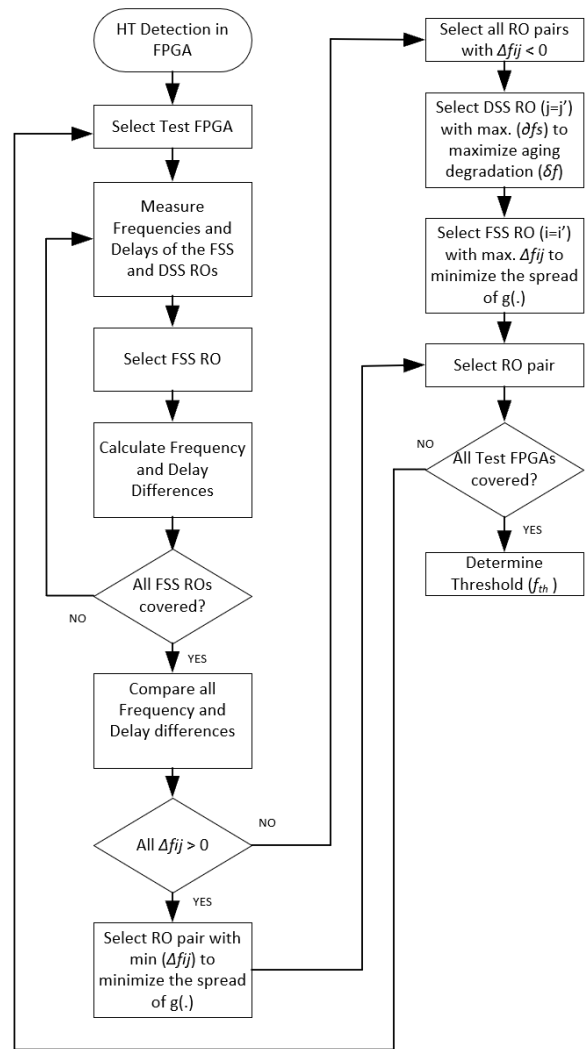 HT Detection in
FPGA
Select Test FPGA
Measure
Frequencies and
Delays of the FSS
and DSS ROs
Select FSS RO
Calculate Frequency
and Delay
Differences
All FSS ROs
covered?
NO
YES
Compare all
Frequency and
Delay differences
All Δfij > 0
NO
YES
Select RO pair with
min (Δfij) to
minimize the spread
of g(.)
Select all RO pairs
with Δfij < 0
Select DSS RO (j=j’)
with max. (∂fs) to
maximize aging
degradation (δf)
Select FSS RO (i=i’)
with max. Δfij to
minimize the spread
of g(.)
Select RO pair
NO
All Test FPGAs
covered?
YES
Determine
Threshold (fth )